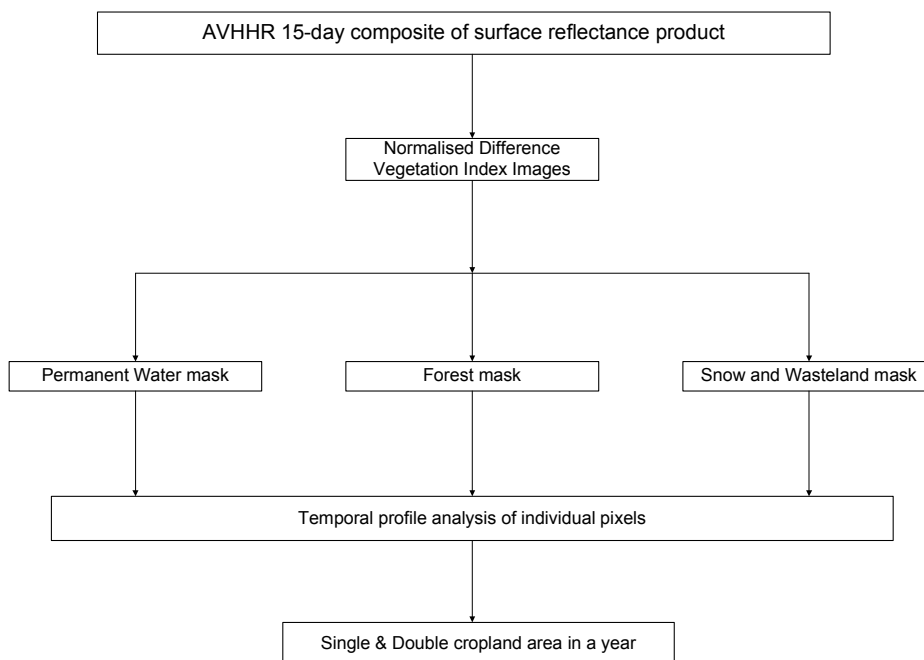 AVHHR 15-day composite of surface reflectance product
Normalised Difference
Vegetation Index Images
Permanent Water mask
Forest mask
Snow and Wasteland mask
Temporal profile analysis of individual pixels
Single & Double cropland area in a year